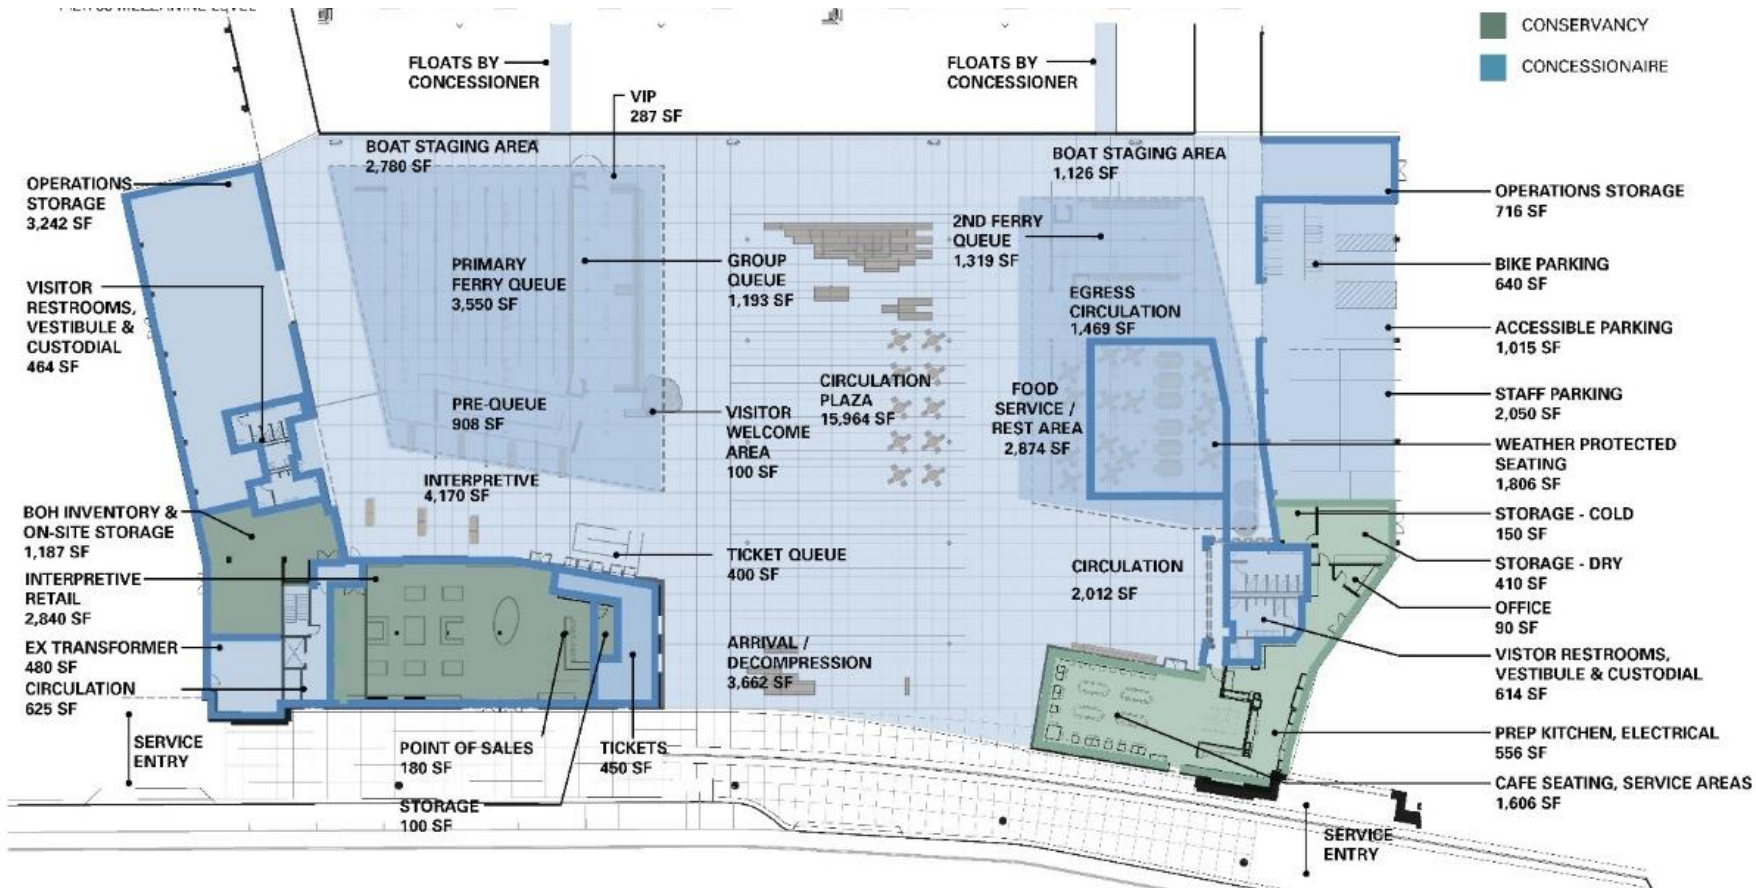 CONSERVANCY
CONCESSIONAIRE
FLOATS BY
CONCESSIONER
FLOATS BY
CONCESSIONER
VIP
287 SF
BOAT STAGING AREA
2,780 SF
BOAT STAGING AREA
1,126 SF
OPERATIONS
STORAGE
3,242 SF
VISITOR
RESTROOMS,
VESTIBULE &
CUSTODIAL
464 SF
PRIMARY
FERRY QUEUE
3,550 SF
GROUP
QUEUE
1,193 SF
2ND FERRY
QUEUE
1,319 SF
EGRESS
CIRCULATION
1,469 SF
PRE-QUEUE
908 SF
VISITOR
WELCOME
AREA
100 SF
CIRCULATION
PLAZA
15,964 SF
FOOD
SERVICE /
REST AREA
2,874 SF
INTERPRETIVE
4,170 SF
BOH INVENTORY &
ON-SITE STORAGE
1,187 SF
INTERPRETIVE
RETAIL
2,840 SF
EX TRANSFORMER
480 SF
CIRCULATION
625 SF
SERVICE
ENTRY
TICKET QUEUE
400 SF
CIRCULATION
2,012 SF
ARRIVAL /
DECOMPRESSION
3,662 SF
POINT OF SALES
180 SF
TICKETS
450 SF
STORAGE
100 SF
OPERATIONS STORAGE
716 SF
BIKE PARKING
640 SF
ACCESSIBLE PARKING
1,015 SF
STAFF PARKING
2,050 SF
WEATHER PROTECTED
SEATING
1,806 SF
STORAGE - COLD
150 SF
STORAGE - DRY
410 SF
OFFICE
90 SF
VISTOR RESTROOMS,
VESTIBULE & CUSTODIAL
614 SF
PREP KITCHEN, ELECTRICAL
556 SF
CAFE SEATING, SERVICE AREAS
1,606 SF
SERVICE
ENTRY